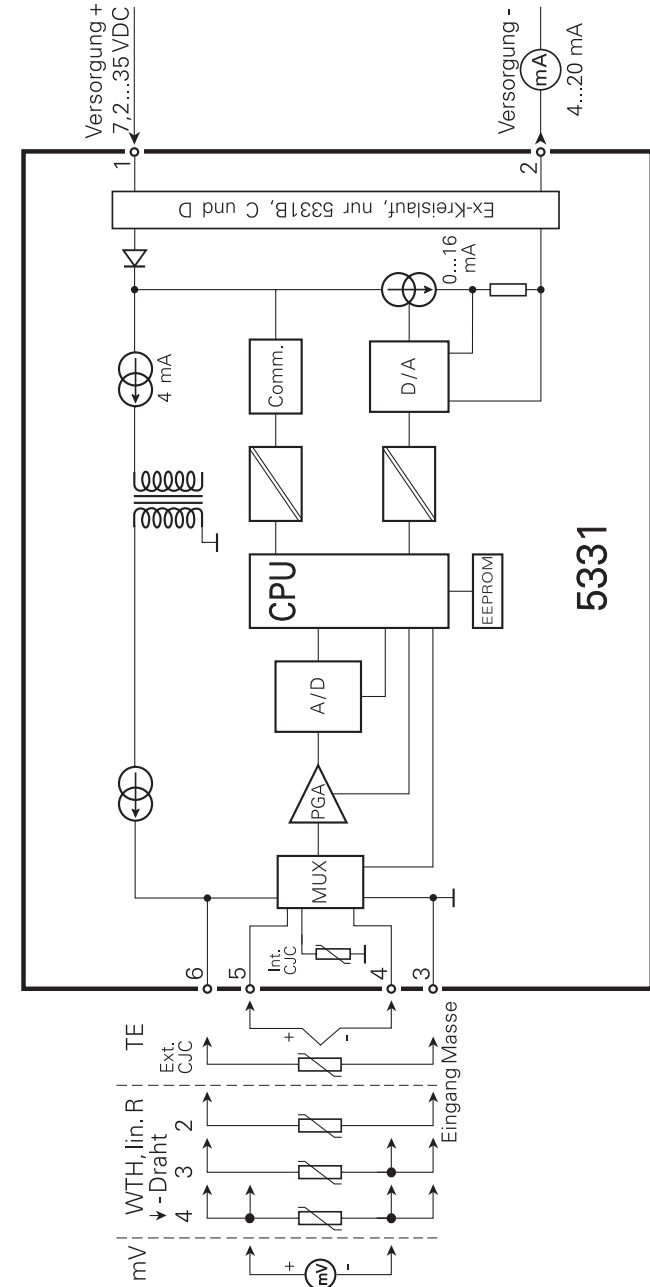 Versorgung +
7,2...35 VDC
Versorgung -
mA
4...20 mA
1
2
Ex-Kreislauf, nur 5331B, C und D
4 mA
0...16
mA
Comm.
D/A
CPU
EEPROM
5331
A/D
PGA
MUX
Int.
CJC
6
5
4
3
TE
Ext.
CJC
+
-
Eingang Masse
WTH, lin. R
-Draht
2
3
4
mV
+
mV
-